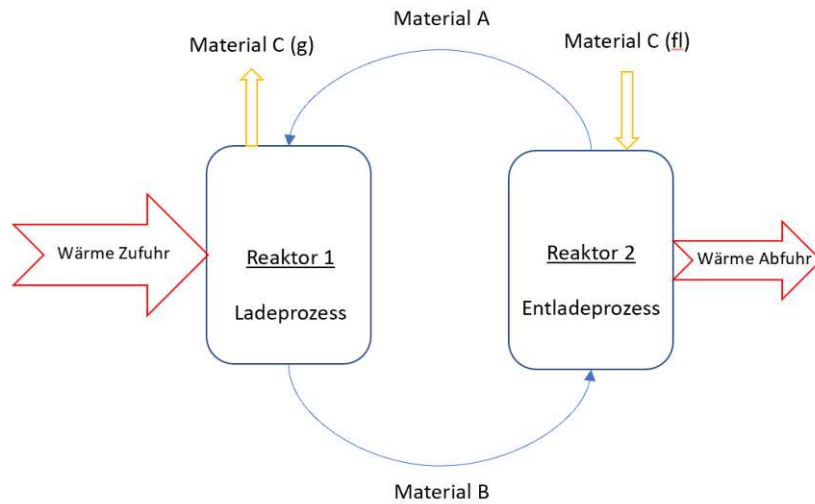 Material A
Material C (g)
Material C (fl)
Wärme Zufuhr
Reaktor 1
Ladeprozess
Reaktor 2
Entladeprozess
Wärme Abfuhr
Material B